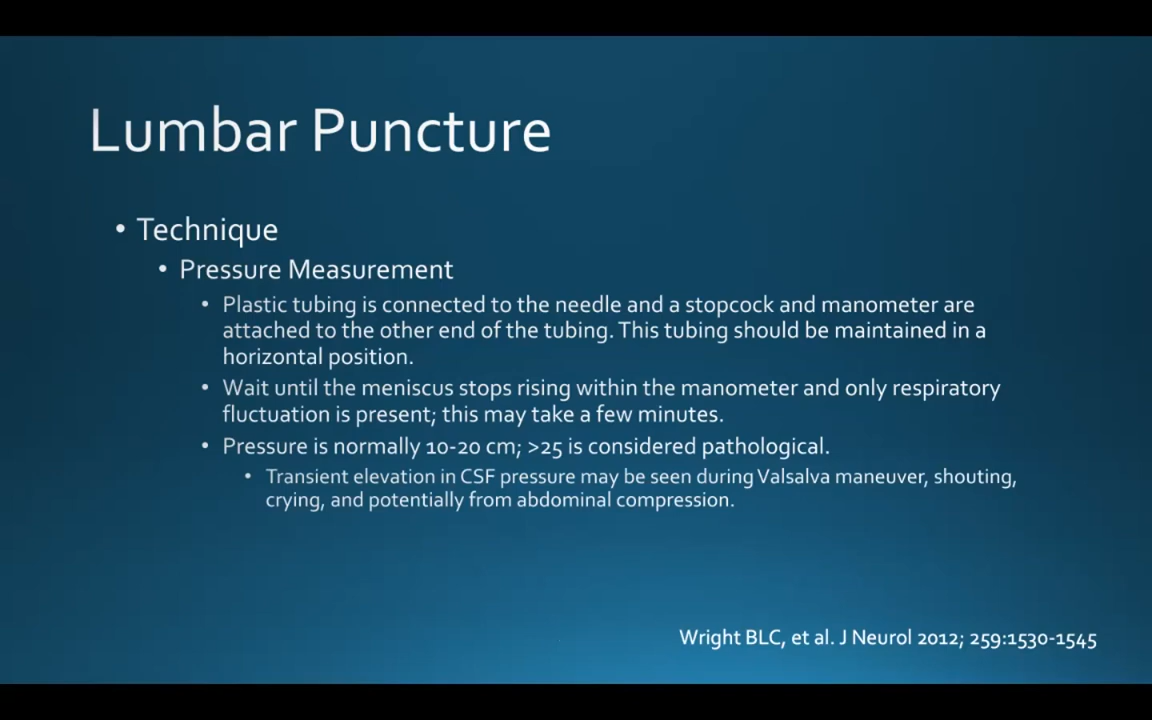 Lumbar Puncture
• Technique
• Pressure Measurement
• Plastic tubing is connected to the needle and a stopcock and manometer are
attached to the other end of the tubing. This tubing should be maintained in a
horizontal position.
• Wait until the meniscus stops rising within the manometer and only respiratory
fluctuation is present; this may take a few minutes.
• Pressure is normally 10-20 cm; >25 is considered pathological.
• Transient elevation in CSF pressure may be seen during Valsalva maneuver, shouting,
crying, and potentially from abdominal compression.
Wright BLC, et al. J Neurol 2012; 259:1530-1545